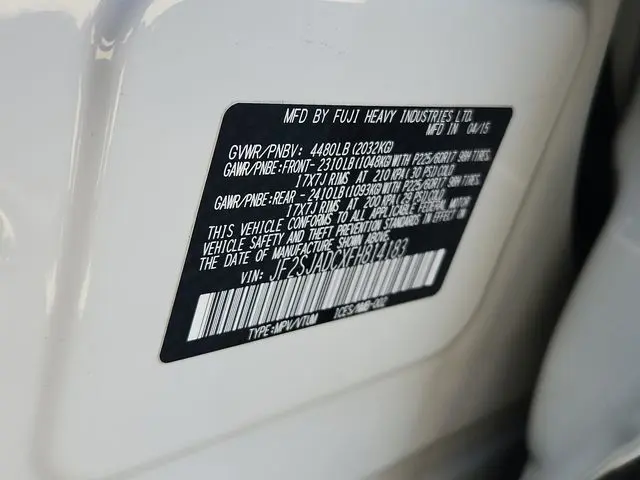 MFD BY FUJI HEAVY INDUSTRIES LTD.
MFD IN 04/15
GVWR/PNBV: 4480LB (2032KG)
GAWR/PNBE: FRONT- 2310LB (1048KG) WITH P225/60R17 98H TIRES.
17X7J RIMS AT 210 KPA (30 PSI) COLD
GAWR/PNBE: REAR - 2410LB (1093KG) WITH P225/60R17 98H TIRES.
17X7J RIMS AT 200 KPA (29 PSI) COLD
THIS VEHICLE CONFORMS TO ALL APPLICABLE FEDERAL MOTOR
VEHICLE SAFETY AND THEFT PREVENTION STANDARDS
IN EFFECT ON THE DATE OF MANUFACTURE SHOWN ABOVE.
VIN: JF2SJADCXFH814183
TYPE: MPV/VTUM ICES/NMB-002